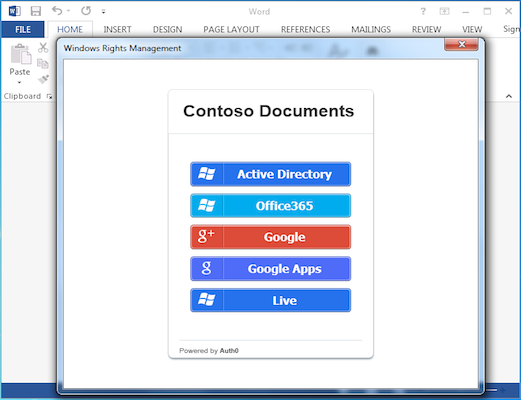 Word
FILE
HOME
INSERT
DESIGN
PAGE LAYOUT
REFERENCES
MAILINGS
REVIEW
VIEW
Sign
Paste
Clipboard
Windows Rights Management
Contoso Documents
Active Directory
Office365
g+ Google
g Google Apps
Live
Powered by Auth0